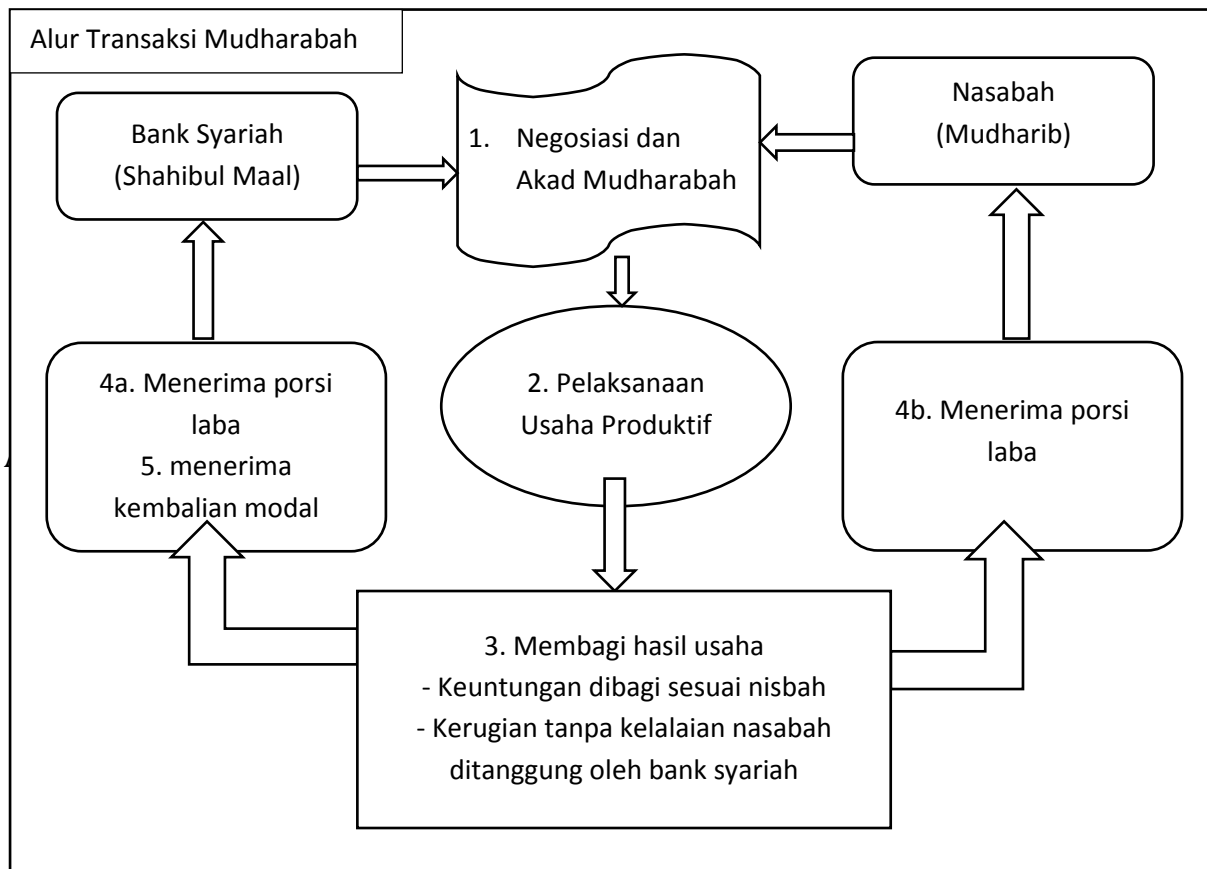 Alur Transaksi Mudharabah
Bank Syariah
(Shahibul Maal)
1. Negosiasi dan
Akad Mudharabah
Nasabah
(Mudharib)
2. Pelaksanaan
Usaha Produktif
4a. Menerima porsi
laba
5. menerima
kembalian modal
4b. Menerima porsi
laba
3. Membagi hasil usaha
- Keuntungan dibagi sesuai nisbah
- Kerugian tanpa kelalaian nasabah
ditanggung oleh bank syariah